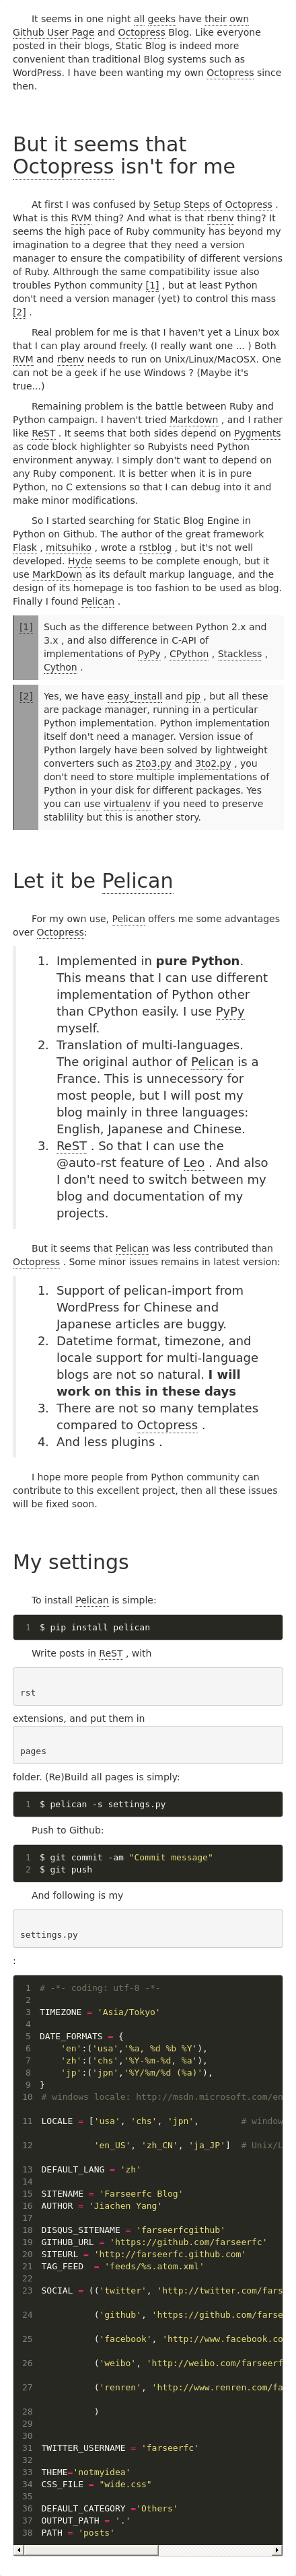 It seems in one night all geeks have their own
Github User Page and Octopress Blog. Like everyone
posted in their blogs, Static Blog is indeed more
convenient than traditional Blog systems such as
WordPress. I have been wanting my own Octopress since
then.
But it seems that
Octopress isn't for me
At first I was confused by Setup Steps of Octopress .
What is this RVM thing? And what is that rbenv thing? It
seems the high pace of Ruby community has beyond my
imagination to a degree that they need a version
manager to ensure the compatibility of different versions
of Ruby. Althrough the same compatibility issue also
troubles Python community [1] , but at least Python
don't need a version manager (yet) to control this mass
[2] .
Real problem for me is that I haven't yet a Linux box
that I can play around freely. (I really want one ... ) Both
RVM and rbenv needs to run on Unix/Linux/MacOSX. One
can not be a geek if he use Windows ? (Maybe it's
true...)
Remaining problem is the battle between Ruby and
Python campaign. I haven't tried Markdown , and I rather
like ReST . It seems that both sides depend on Pygments
as code block highlighter so Rubyists need Python
environment anyway. I simply don't want to depend on
any Ruby component. It is better when it is in pure
Python, no C extensions so that I can debug into it and
make minor modifications.
So I started searching for Static Blog Engine in
Python on Github. The author of the great framework
Flask , mitsuhiko , wrote a rstblog , but it's not well
developed. Hyde seems to be complete enough, but it
use MarkDown as its default markup language, and the
design of its homepage is too fashion to be used as blog.
Finally I found Pelican .
[1] Such as the difference between Python 2.x and
3.x , and also difference in C-API of
implementations of PyPy , CPython , Stackless ,
Cython .
[2] Yes, we have easy_install and pip , but all these
are package manager, running in a perticular
Python implementation. Python implementation
itself don't need a manager. Version issue of
Python largely have been solved by lightweight
converters such as 2to3.py and 3to2.py , you
don't need to store multiple implementations of
Python in your disk for different packages. Yes
you can use virtualenv if you need to preserve
stablility but this is another story.
Let it be Pelican
For my own use, Pelican offers me some advantages
over Octopress:
1. Implemented in pure Python.
This means that I can use different
implementation of Python other
than CPython easily. I use PyPy
myself.
2. Translation of multi-languages.
The original author of Pelican is a
France. This is unnecessary for
most people, but I will post my
blog mainly in three languages:
English, Japanese and Chinese.
3. ReST . So that I can use the
@auto-rst feature of Leo . And also
I don't need to switch between my
blog and documentation of my
projects.
But it seems that Pelican was less contributed than
Octopress . Some minor issues remains in latest version:
1. Support of pelican-import from
WordPress for Chinese and
Japanese articles are buggy.
2. Datetime format, timezone, and
locale support for multi-language
blogs are not so natural. I will
work on this in these days
3. There are not so many templates
compared to Octopress .
4. And less plugins .
I hope more people from Python community can
contribute to this excellent project, then all these issues
will be fixed soon.
My settings
To install Pelican is simple:
1 $ pip install pelican
Write posts in ReST , with
rst
extensions, and put them in
pages
folder. (Re)Build all pages is simply:
1 $ pelican -s settings.py
Push to Github:
1 $ git commit -am "Commit message"
2 $ git push
And following is my
settings.py
:
1 # -*- coding: utf-8 -*-
2
3 TIMEZONE = 'Asia/Tokyo'
4
5 DATE_FORMATS = {
6     'en':('usa','%a, %d %b %Y'),
7     'zh':('chs','%Y-%m-%d, %a'),
8     'jp':('jpn','%Y/%m/%d (%a)'),
9 }
10 # windows locale: http://msdn.microsoft.com/en
11 LOCALE = ['usa', 'chs', 'jpn',        # window
12           'en_US', 'zh_CN', 'ja_JP']  # Unix/L
13 DEFAULT_LANG = 'zh'
14
15 SITENAME = 'Farseerfc Blog'
16 AUTHOR = 'Jiachen Yang'
17
18 DISQUS_SITENAME = 'farseerfcgithub'
19 GITHUB_URL = 'https://github.com/farseerfc'
20 SITEURL = 'http://farseerfc.github.com'
21 TAG_FEED  = 'feeds/%s.atom.xml'
22
23 SOCIAL = (('twitter', 'http://twitter.com/fars
24           ('github', 'https://github.com/farse
25           ('facebook', 'http://www.facebook.co
26           ('weibo', 'http://weibo.com/farseerf
27           ('renren', 'http://www.renren.com/fa
28           )
29
30
31 TWITTER_USERNAME = 'farseerfc'
32
33 THEME='notmyidea'
34 CSS_FILE = "wide.css"
35
36 DEFAULT_CATEGORY ='Others'
37 OUTPUT_PATH = '.'
38 PATH = 'posts'